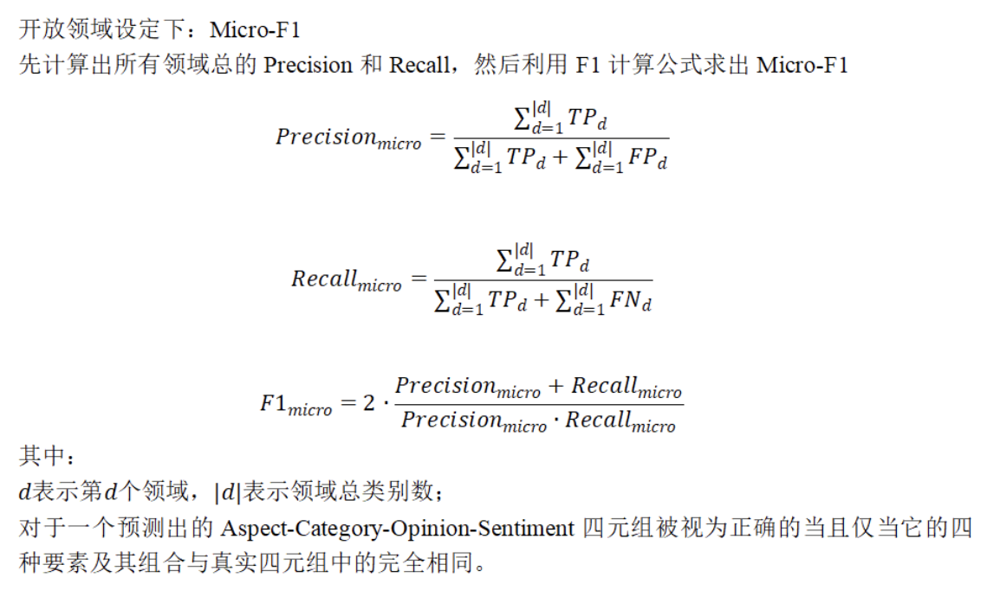 开放领域设定下：Micro-F1
先计算出所有领域总的 Precision 和 Recall，然后利用 F1 计算公式求出 Micro-F1
$Precision_{micro} = \frac{\sum_{d=1}^{|d|} TP_d}{\sum_{d=1}^{|d|} TP_d + \sum_{d=1}^{|d|} FP_d}$
$Recall_{micro} = \frac{\sum_{d=1}^{|d|} TP_d}{\sum_{d=1}^{|d|} TP_d + \sum_{d=1}^{|d|} FN_d}$
$F1_{micro} = 2 \cdot \frac{Precision_{micro} + Recall_{micro}}{Precision_{micro} \cdot Recall_{micro}}$
其中：
d表示第d个领域，|d|表示领域总类别数；
对于一个预测出的 Aspect-Category-Opinion-Sentiment 四元组被视为正确的当且仅当它的四
种要素及其组合与真实四元组中的完全相同。